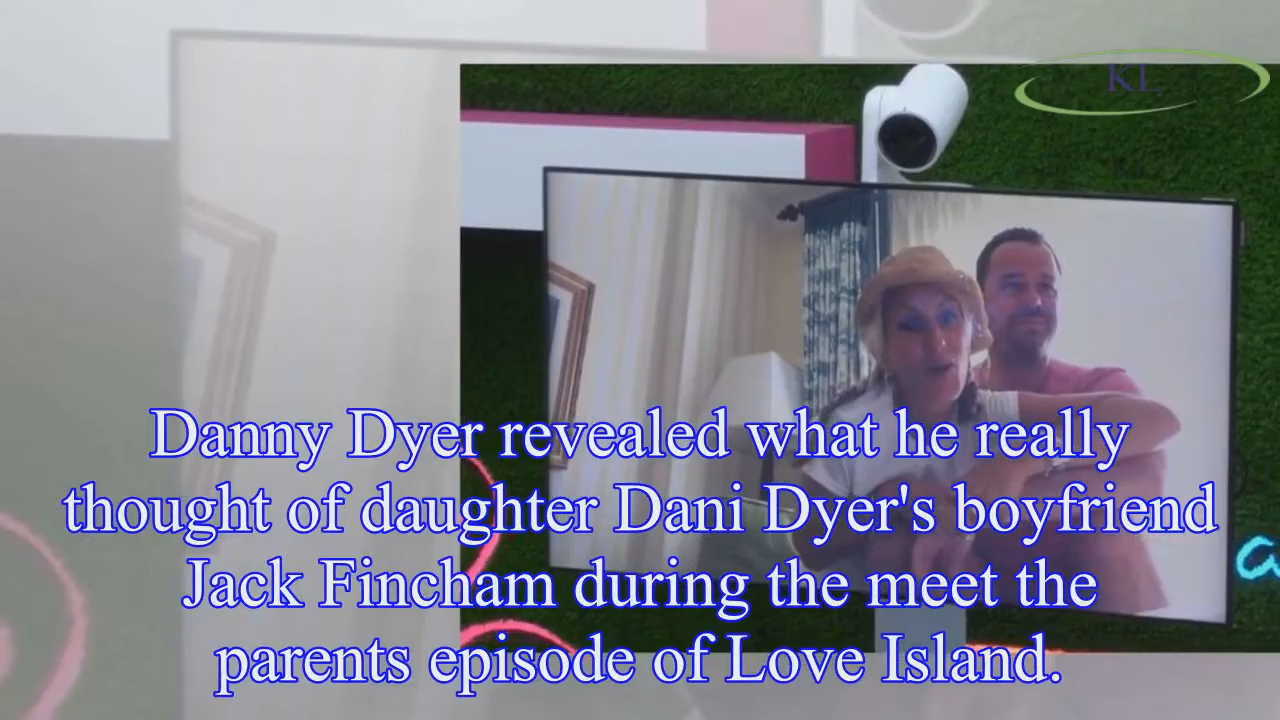 KL
Danny Dyer revealed what he really
thought of daughter Dani Dyer's boyfriend
Jack Fincham during the meet the
parents episode of Love Island.